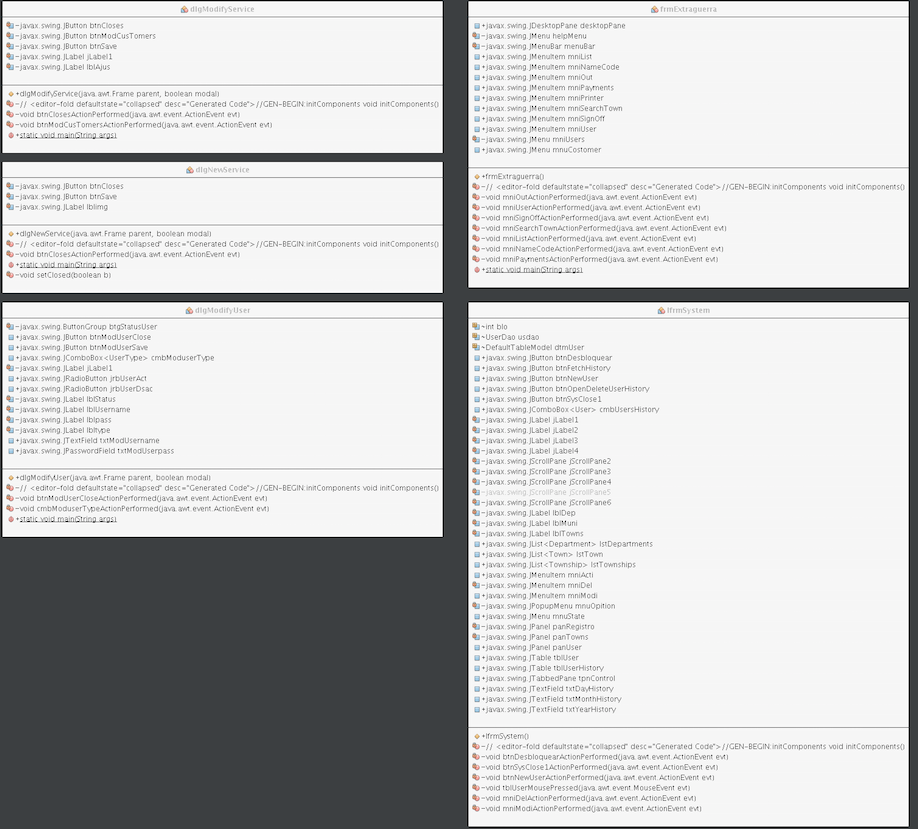 dlgModifyService
-javax.swing.JButton btnCloses
-javax.swing.JButton btnModCusTomers
-javax.swing.JButton btnSave
-javax.swing.JLabel jLabel1
-javax.swing.JLabel lblAjus
+dlgModifyService(java.awt.Frame parent, boolean modal)
-// <editor-fold defaultstate="collapsed" desc="Generated Code">//GEN-BEGIN:initComponents void initComponents()
-void btnClosesActionPerformed(java.awt.event.ActionEvent evt)
-void btnModCusTomersActionPerformed(java.awt.event.ActionEvent evt)
+static void main(String args)
dlgNewService
-javax.swing.JButton btnCloses
-javax.swing.JButton btnSave
-javax.swing.JLabel lblimg
+dlgNewService(java.awt.Frame parent, boolean modal)
-// <editor-fold defaultstate="collapsed" desc="Generated Code">//GEN-BEGIN:initComponents void initComponents()
-void btnClosesActionPerformed(java.awt.event.ActionEvent evt)
+static void main(String args)
-void setClosed(boolean b)
dlgModifyUser
-javax.swing.ButtonGroup btgStatusUser
+javax.swing.JButton btnModUserClose
+javax.swing.JButton btnModUserSave
+javax.swing.JComboBox<UserType> cmbModuserType
-javax.swing.JLabel jLabel1
+javax.swing.JRadioButton jrbUserAct
+javax.swing.JRadioButton jrbUserDsac
-javax.swing.JLabel lblStatus
-javax.swing.JLabel lblUsername
-javax.swing.JLabel lblpass
-javax.swing.JLabel lbltype
+javax.swing.JTextField txtModUsername
+javax.swing.JPasswordField txtModUserpass
+dlgModifyUser(java.awt.Frame parent, boolean modal)
-// <editor-fold defaultstate="collapsed" desc="Generated Code">//GEN-BEGIN:initComponents void initComponents()
-void btnModUserCloseActionPerformed(java.awt.event.ActionEvent evt)
-void cmbModuserTypeActionPerformed(java.awt.event.ActionEvent evt)
+static void main(String args)
frmExtraguerra
+javax.swing.JDesktopPane desktopPane
-javax.swing.JMenu helpMenu
-javax.swing.JMenuBar menuBar
+javax.swing.JMenuItem mniList
+javax.swing.JMenuItem mniNameCode
+javax.swing.JMenuItem mniOut
+javax.swing.JMenuItem mniPayments
+javax.swing.JMenuItem mniPrinter
+javax.swing.JMenuItem mniSearchTown
+javax.swing.JMenuItem mniSignOff
+javax.swing.JMenuItem mniUser
-javax.swing.JMenu mniUsers
+javax.swing.JMenu mnuCostomer
+frmExtraguerra()
-// <editor-fold defaultstate="collapsed" desc="Generated Code">//GEN-BEGIN:initComponents void initComponents()
-void mniOutActionPerformed(java.awt.event.ActionEvent evt)
-void mniUserActionPerformed(java.awt.event.ActionEvent evt)
-void mniSignOffActionPerformed(java.awt.event.ActionEvent evt)
-void mniSearchTownActionPerformed(java.awt.event.ActionEvent evt)
-void mniListActionPerformed(java.awt.event.ActionEvent evt)
-void mniNameCodeActionPerformed(java.awt.event.ActionEvent evt)
-void mniPaymentsActionPerformed(java.awt.event.ActionEvent evt)
+static void main(String args)
IfrmSystem
~int blo
~UserDao usdao
~DefaultTableModel dtmUser
+javax.swing.JButton btnDesbloquear
+javax.swing.JButton btnFetchHistory
+javax.swing.JButton btnNewUser
+javax.swing.JButton btnOpenDeleteUserHistory
+javax.swing.JButton btnSysClose1
+javax.swing.JComboBox<User> cmbUsersHistory
-javax.swing.JLabel jLabel1
-javax.swing.JLabel jLabel2
-javax.swing.JLabel jLabel3
-javax.swing.JLabel jLabel4
-javax.swing.JScrollPane jScrollPane2
-javax.swing.JScrollPane jScrollPane3
-javax.swing.JScrollPane jScrollPane4
-javax.swing.JScrollPane jScrollPane5
-javax.swing.JScrollPane jScrollPane6
-javax.swing.JLabel lblDep
-javax.swing.JLabel lblMuni
-javax.swing.JLabel lblTowns
+javax.swing.JList<Department> lstDepartments
+javax.swing.JList<Town> lstTown
+javax.swing.JList<Township> lstTownships
+javax.swing.JMenuItem mniActi
-javax.swing.JMenuItem mniDel
+javax.swing.JMenuItem mniModi
-javax.swing.JPopupMenu mnuOpition
+javax.swing.JMenu mnuState
-javax.swing.JPanel panRegistro
-javax.swing.JPanel panTowns
+javax.swing.JPanel panUser
+javax.swing.JTable tblUser
+javax.swing.JTable tblUserHistory
+javax.swing.JTabbedPane tpnControl
+javax.swing.JTextField txtDayHistory
+javax.swing.JTextField txtMonthHistory
+javax.swing.JTextField txtYearHistory
+IfrmSystem()
-// <editor-fold defaultstate="collapsed" desc="Generated Code">//GEN-BEGIN:initComponents void initComponents()
-void btnDesbloquearActionPerformed(java.awt.event.ActionEvent evt)
-void btnSysClose1ActionPerformed(java.awt.event.ActionEvent evt)
-void btnNewUserActionPerformed(java.awt.event.ActionEvent evt)
-void tblUserMousePressed(java.awt.event.MouseEvent evt)
-void mniDelActionPerformed(java.awt.event.ActionEvent evt)
-void mniModiActionPerformed(java.awt.event.ActionEvent evt)